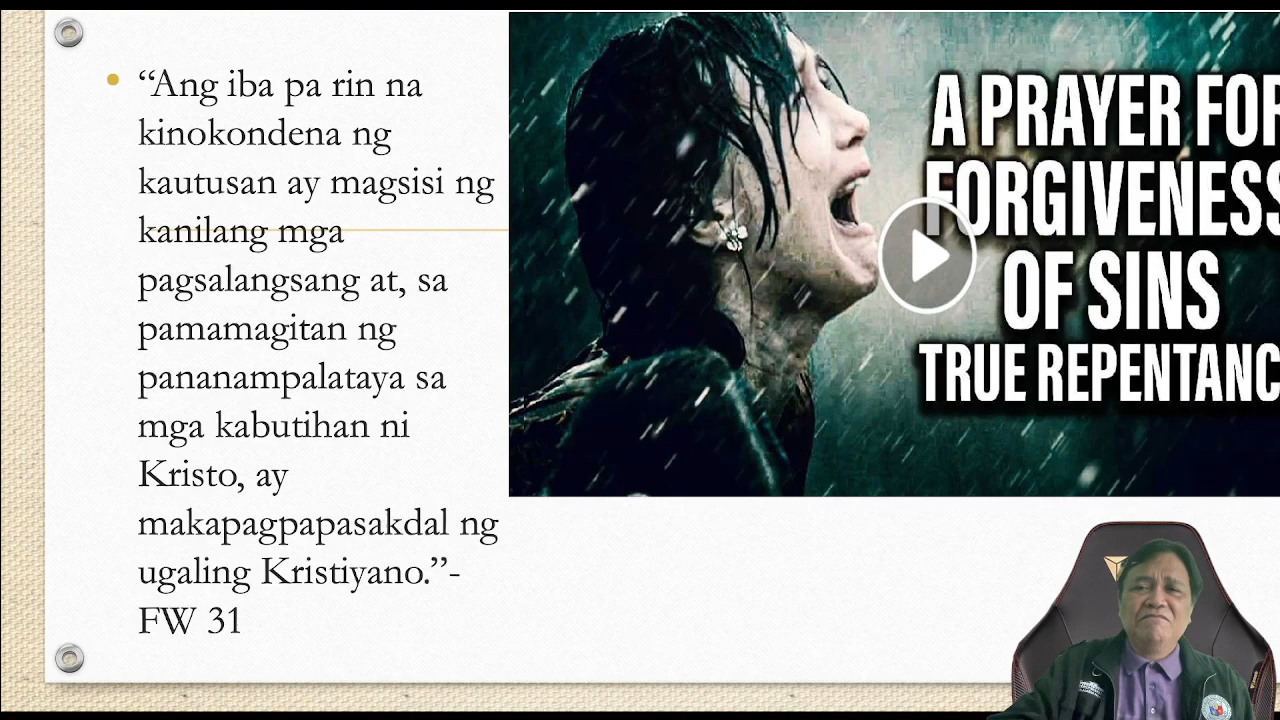 “Ang iba pa rin na
kinokondena ng
kautusan ay magsisi ng
kanilang mga
pagsalangsang at, sa
pamamagitan ng
pananampalataya sa
mga kabutihan ni
Kristo, ay
makapagpapasakdal ng
ugaling Kristiyano.”-
FW 31
A PRAYER FOR
FORGIVENESS
OF SINS
TRUE REPENTANC